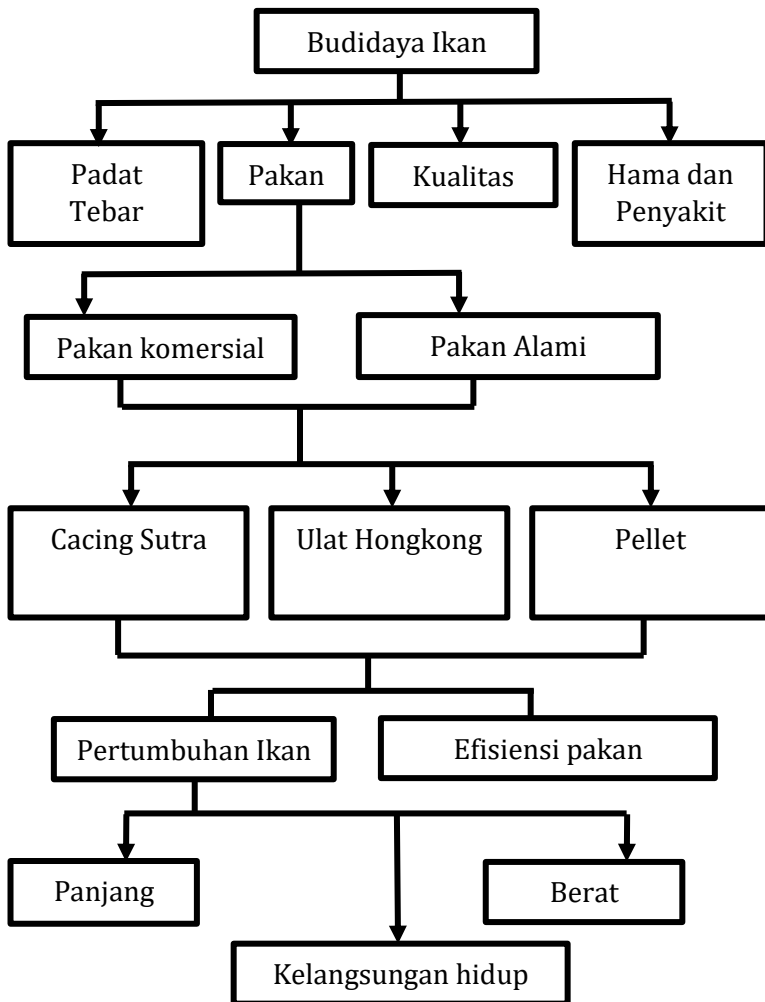 Budidaya Ikan
Padat
Tebar
Pakan
Kualitas
Hama dan
Penyakit
Pakan komersial
Pakan Alami
Cacing Sutra
Ulat Hongkong
Pellet
Pertumbuhan Ikan
Efisiensi pakan
Panjang
Berat
Kelangsungan hidup